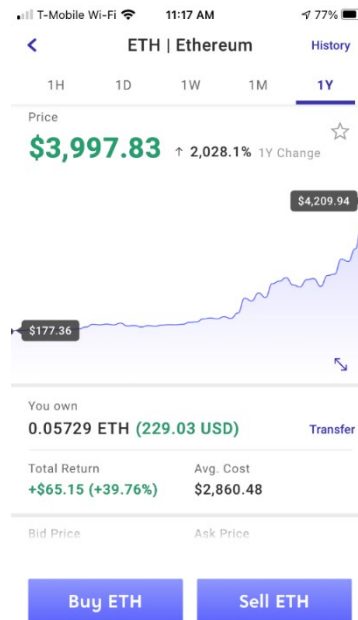 T-Mobile Wi-Fi 11:17 AM 77%
ETH | Ethereum History
1H 1D 1W 1M 1Y
Price
$3,997.83 ↑ 2,028.1% 1Y Change
$4,209.94
$177.36
You own
0.05729 ETH (229.03 USD) Transfer
Total Return Avg. Cost
+$65.15 (+39.76%) $2,860.48
Bid Price Ask Price
Buy ETH Sell ETH